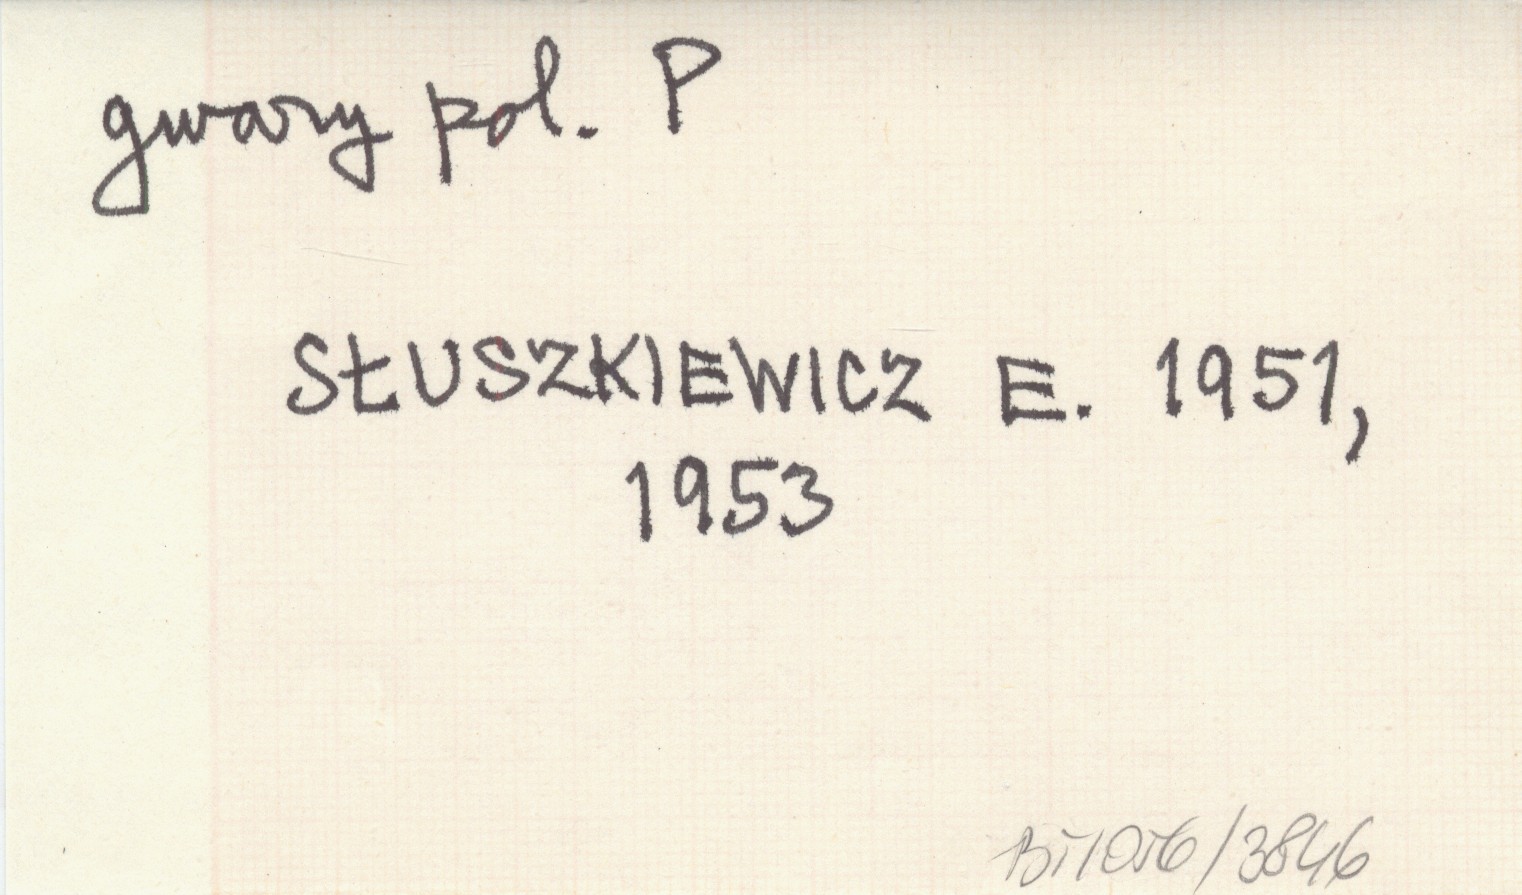 gwary pol. P
SŁUSZKIEWICZ E. 1951,
1953